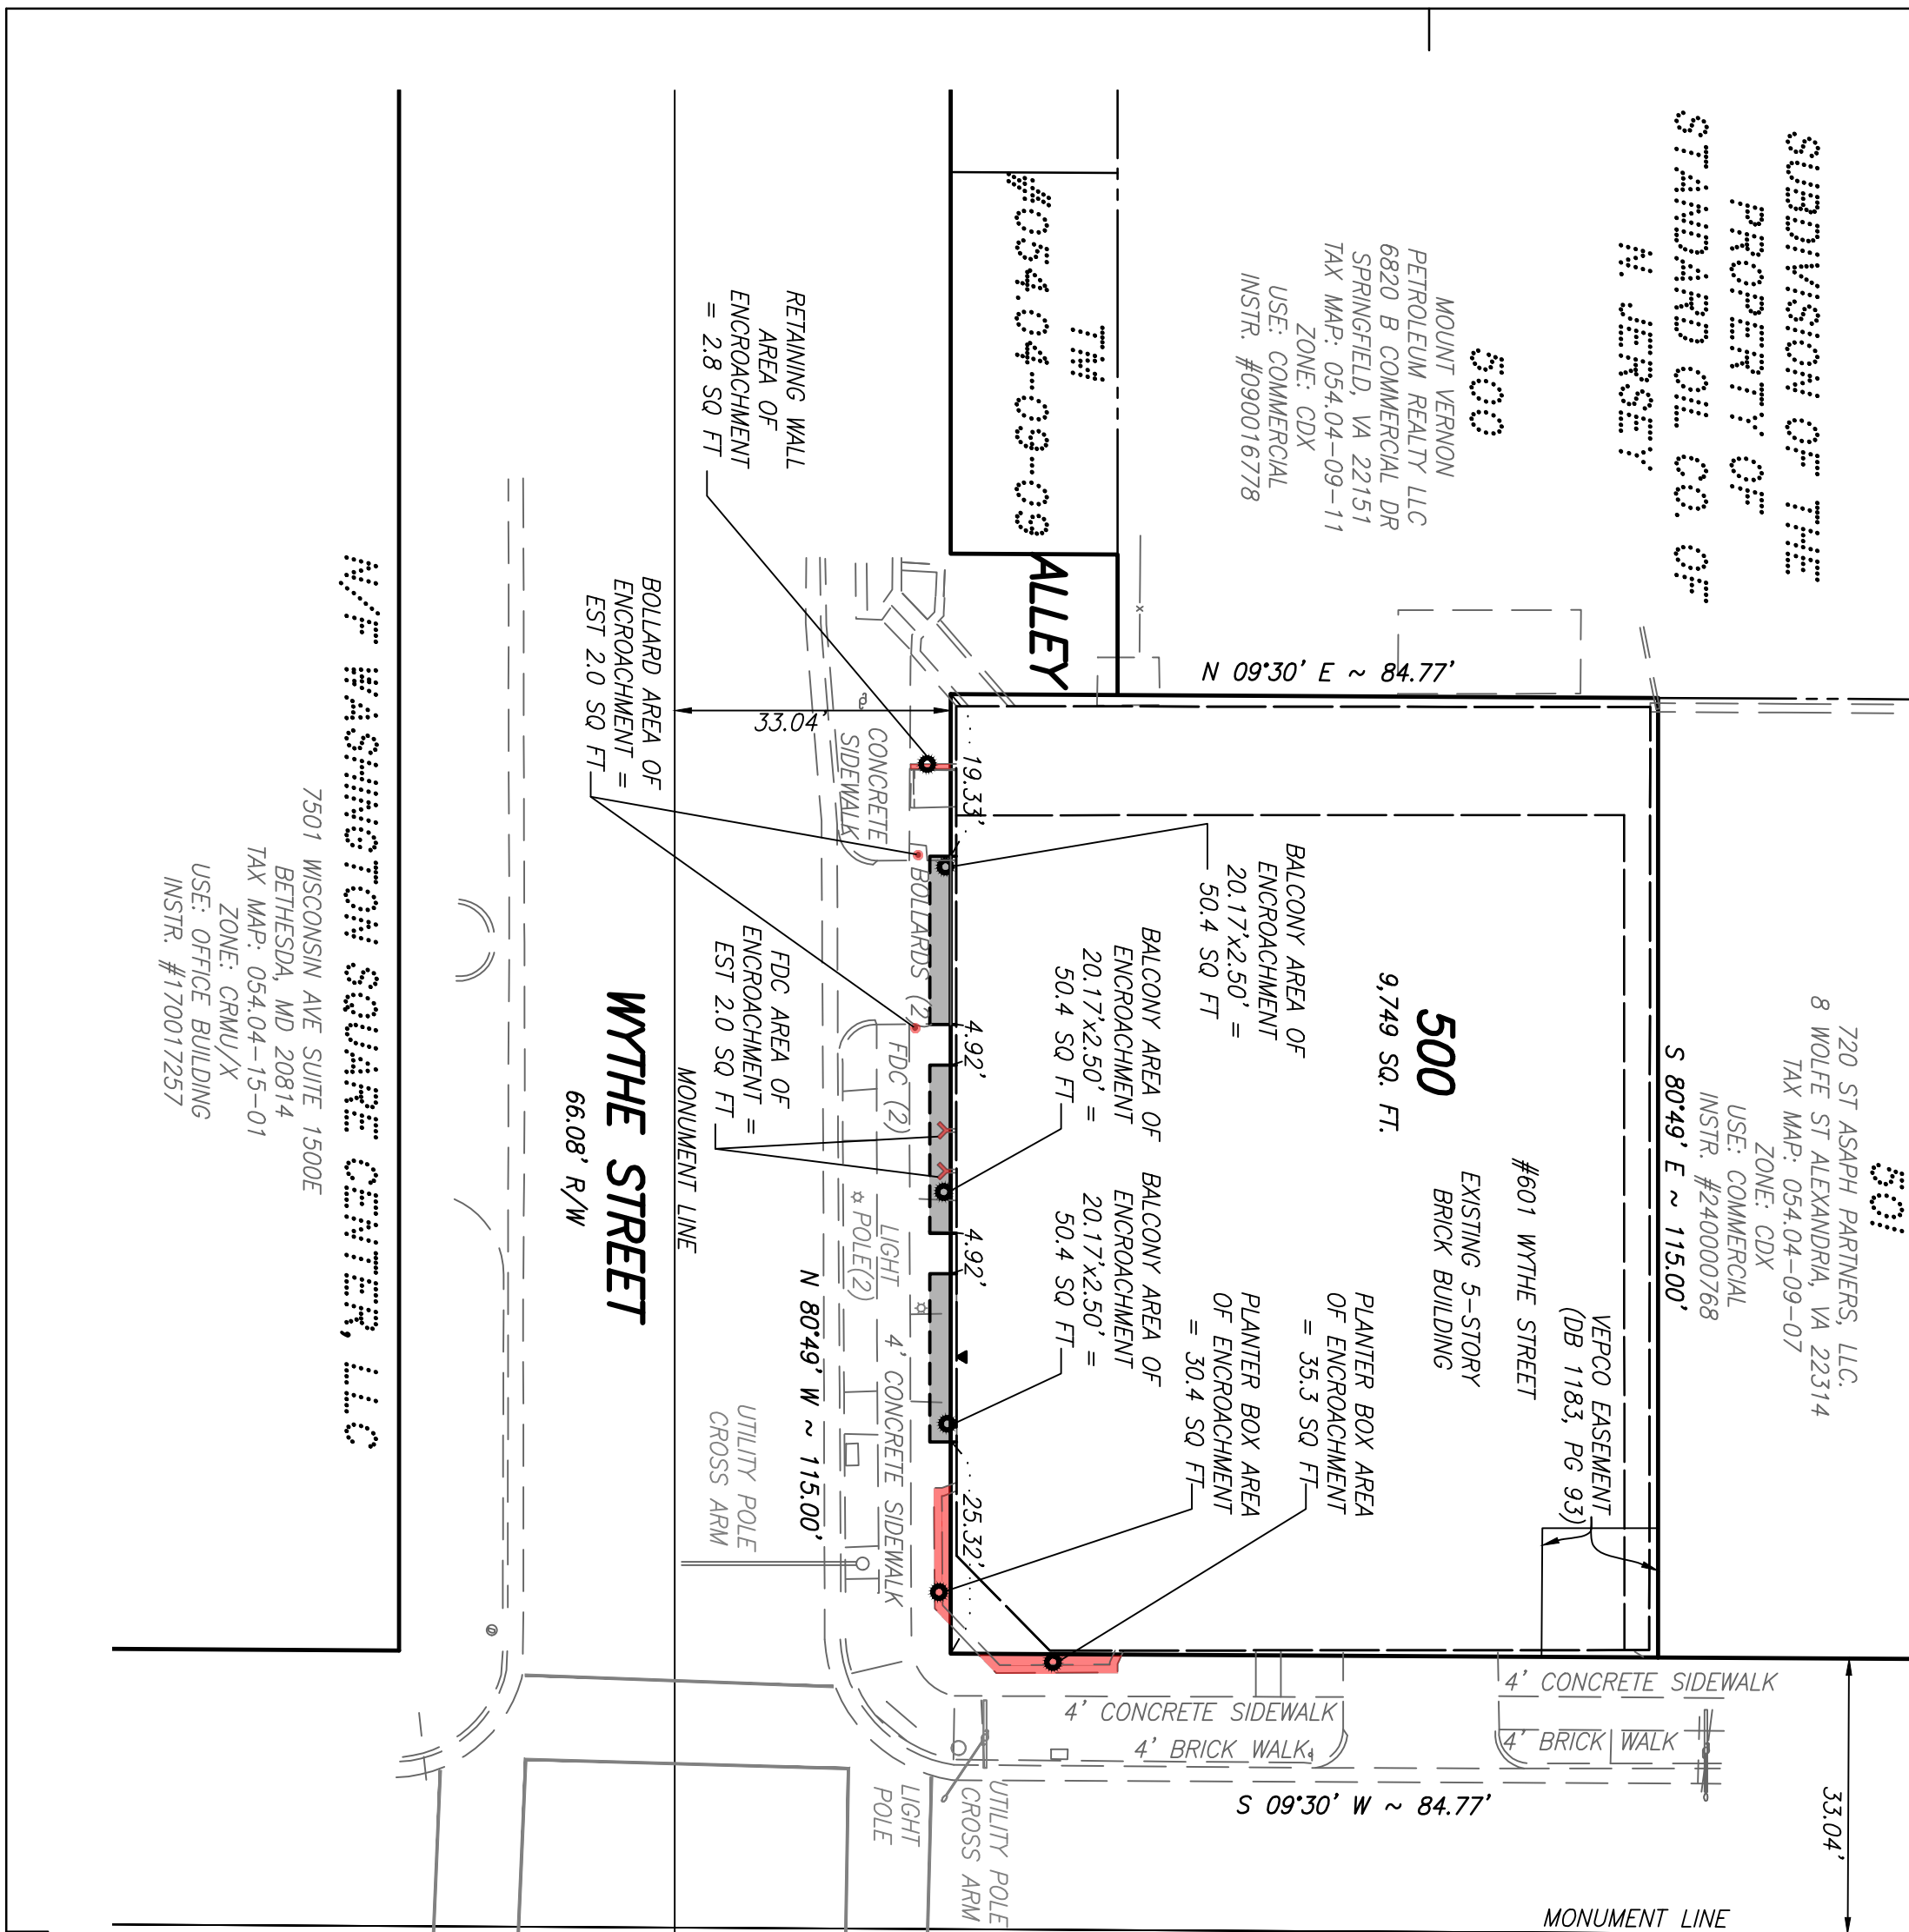 SUBDIVISION OF THE
PROPERTY OF
STANDARD OIL CO. OF
N. JERSEY
500
MOUNT VERNON
PETROLEUM REALTY LLC
6820 B COMMERCIAL DR
SPRINGFIELD, VA 22151
TAX MAP: 054.04-09-11
ZONE: CDX
USE: COMMERCIAL
INSTR. #090016778
TM
#054.04-09-09
ALLEY
501
720 ST ASAPH PARTNERS, LLC.
8 WOLFE ST ALEXANDRIA, VA 22314
TAX MAP: 054.04-09-07
ZONE: CDX
USE: COMMERCIAL
INSTR. #240000768
S 80°49' E ~ 115.00'
N 09°30' E ~ 84.77'
VEPCO EASEMENT
(DB 1183, PG 93)
#601 WYTHE STREET
EXISTING 5-STORY
BRICK BUILDING
500
9,749 SQ. FT.
BALCONY AREA OF
ENCROACHMENT
20.17'x2.50' =
50.4 SQ FT
BALCONY AREA OF
ENCROACHMENT
20.17'x2.50' =
50.4 SQ FT
BALCONY AREA OF
ENCROACHMENT
20.17'x2.50' =
50.4 SQ FT
PLANTER BOX AREA
OF ENCROACHMENT
= 35.3 SQ FT
PLANTER BOX AREA
OF ENCROACHMENT
= 30.4 SQ FT
19.33'
4.92'
4.92'
25.32'
RETAINING WALL
AREA OF
ENCROACHMENT
= 2.8 SQ FT
33.04'
CONCRETE
SIDEWALK
BOLLARDS (2)
FDC (2)
LIGHT
POLE(2)
4' CONCRETE SIDEWALK
BOLLARD AREA OF
ENCROACHMENT =
EST 2.0 SQ FT
FDC AREA OF
ENCROACHMENT =
EST 2.0 SQ FT
N 80°49' W ~ 115.00'
UTILITY POLE
CROSS ARM
MONUMENT LINE
WYTHE STREET
66.08' R/W
N/F WASHINGTON SQUARE CENTER, LLC
7501 WISCONSIN AVE SUITE 1500E
BETHESDA, MD 20814
TAX MAP: 054.04-15-01
ZONE: CRMU/X
USE: OFFICE BUILDING
INSTR. #170017257
4' CONCRETE SIDEWALK
4' CONCRETE SIDEWALK
4' BRICK WALK
4' BRICK WALK
S 09°30' W ~ 84.77'
UTILITY POLE
CROSS ARM
LIGHT
POLE
33.04'
MONUMENT LINE